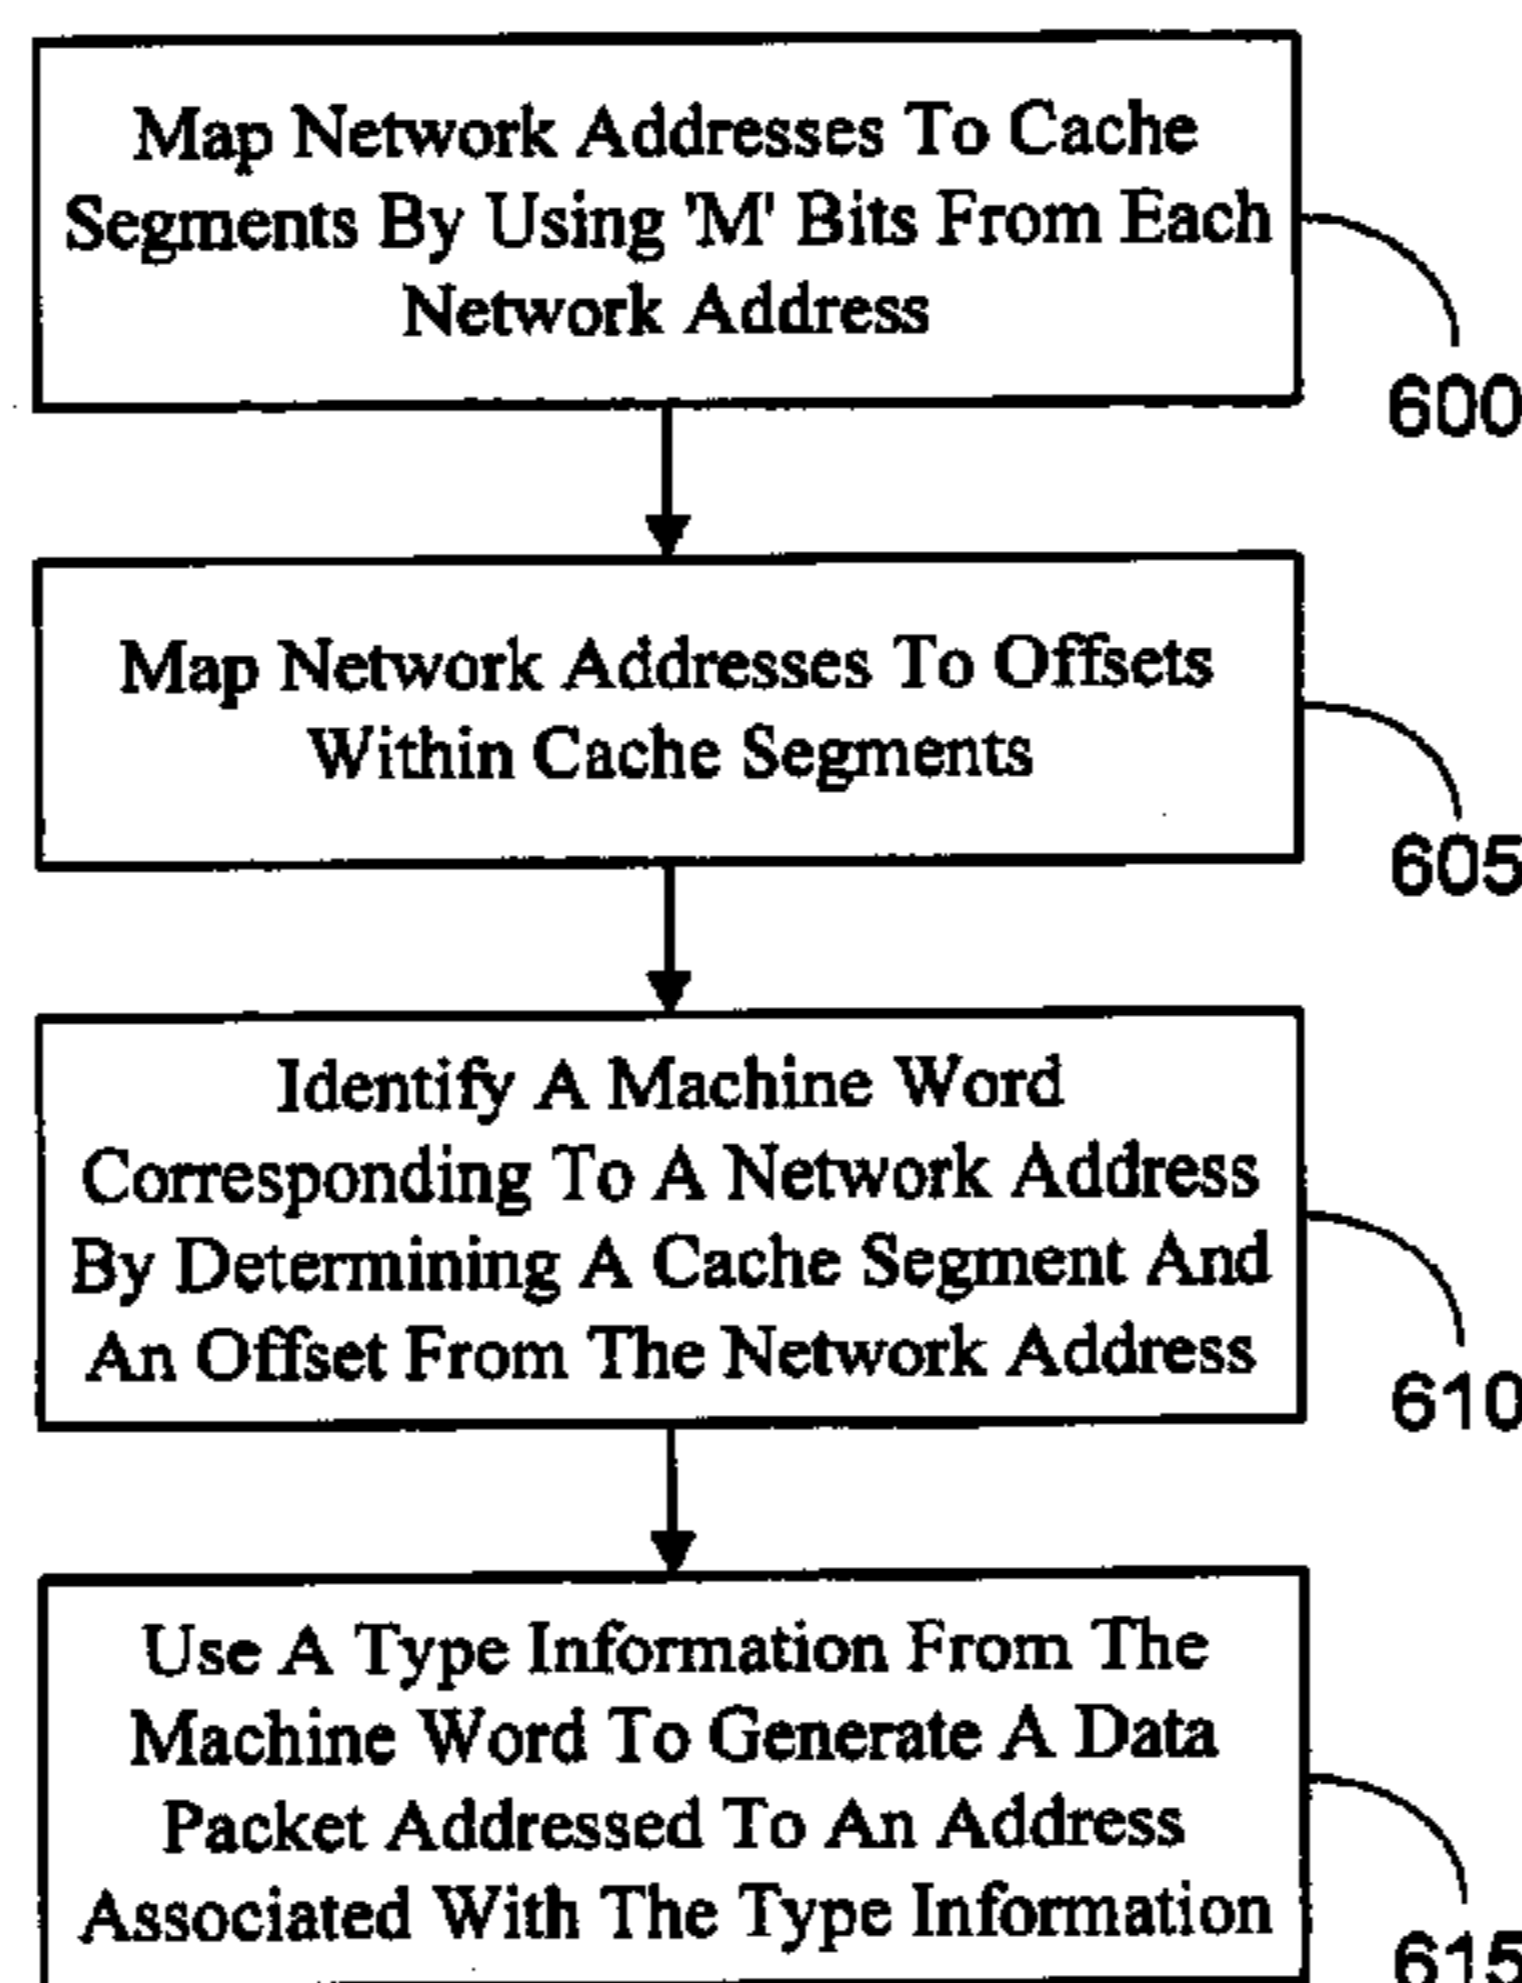 Map Network Addresses To Cache
Segments By Using 'M' Bits From Each
Network Address
600
Map Network Addresses To Offsets
Within Cache Segments
605
Identify A Machine Word
Corresponding To A Network Address
By Determining A Cache Segment And
An Offset From The Network Address
610
Use A Type Information From The
Machine Word To Generate A Data
Packet Addressed To An Address
Associated With The Type Information
615